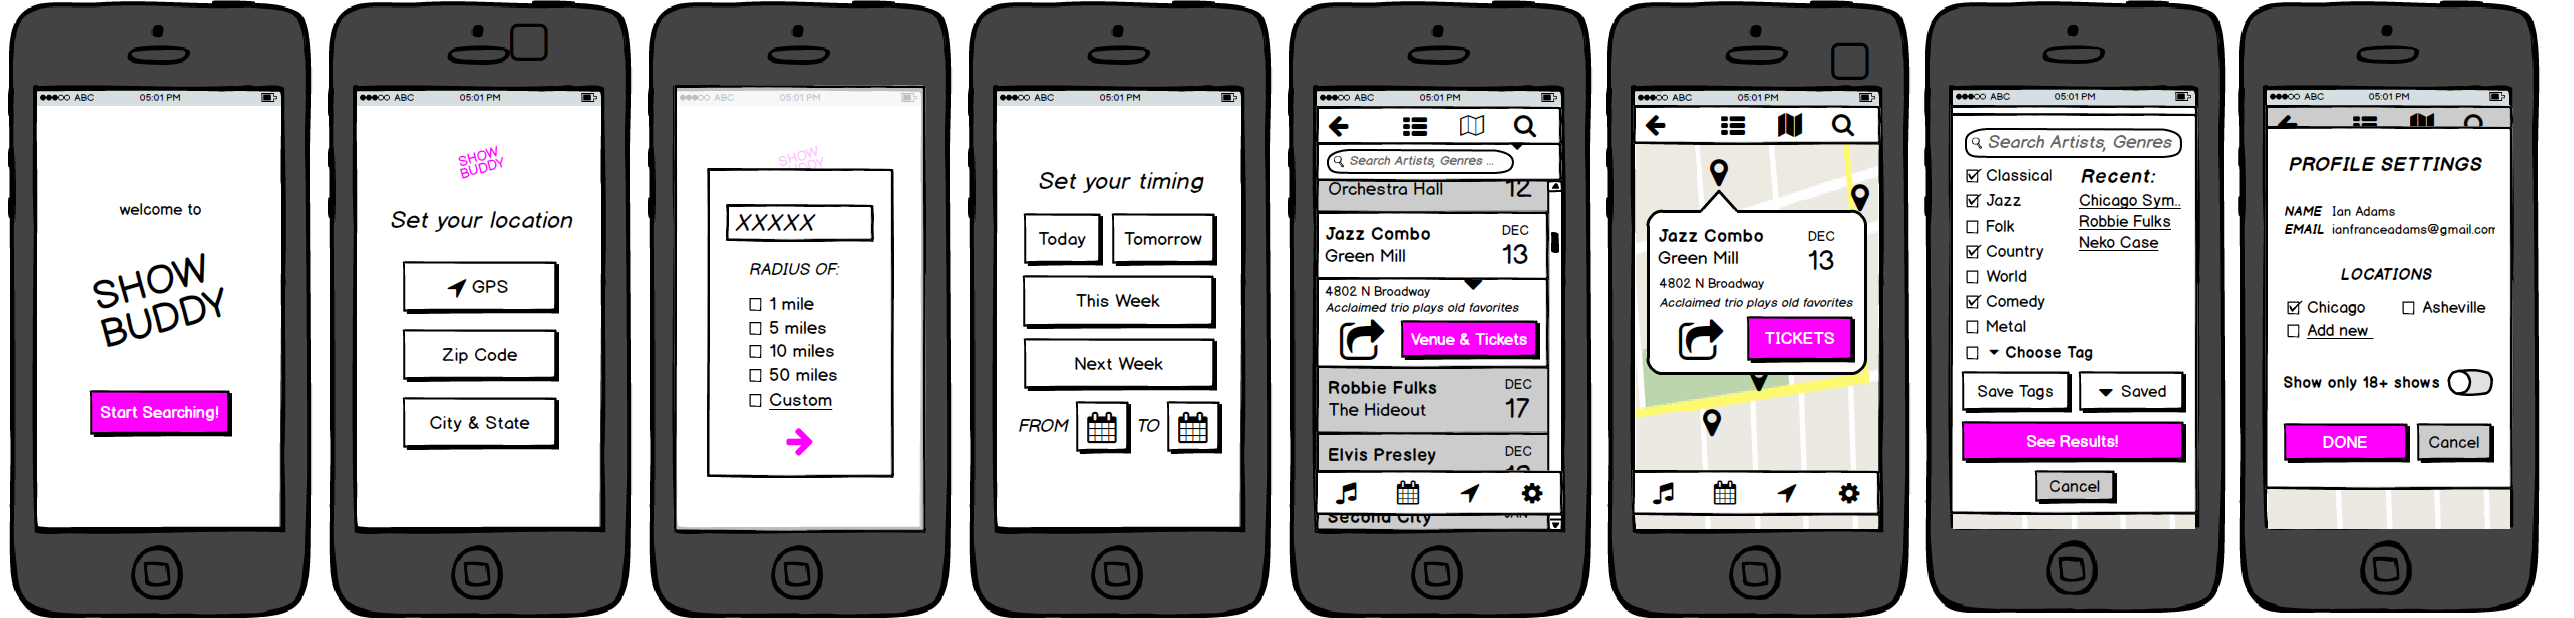 ABC 05:01 PM
welcome to
SHOW
BUDDY
Start Searching!
ABC 05:01 PM
SHOW
BUDDY
Set your location
GPS
Zip Code
City & State
ABC 05:01 PM
SHOW
BUDDY
XXXXX
RADIUS OF:
1 mile
5 miles
10 miles
50 miles
Custom
ABC 05:01 PM
Set your timing
Today Tomorrow
This Week
Next Week
FROM TO
ABC 05:01 PM
Search Artists, Genres ...
Orchestra Hall 12
Jazz Combo DEC
Green Mill 13
4802 N Broadway
Acclaimed trio plays old favorites
Venue & Tickets
Robbie Fulks DEC
The Hideout 17
Elvis Presley DEC
Second City
ABC 05:01 PM
Jazz Combo DEC
Green Mill 13
4802 N Broadway
Acclaimed trio plays old favorites
TICKETS
ABC 05:01 PM
Search Artists, Genres
Classical Recent:
Jazz Chicago Sym..
Folk Robbie Fulks
Country Neko Case
World
Comedy
Metal
Choose Tag
Save Tags Saved
See Results!
Cancel
ABC 05:01 PM
PROFILE SETTINGS
NAME Ian Adams
EMAIL ianfranceadams@gmail.com
LOCATIONS
Chicago Asheville
Add new
Show only 18+ shows
DONE Cancel